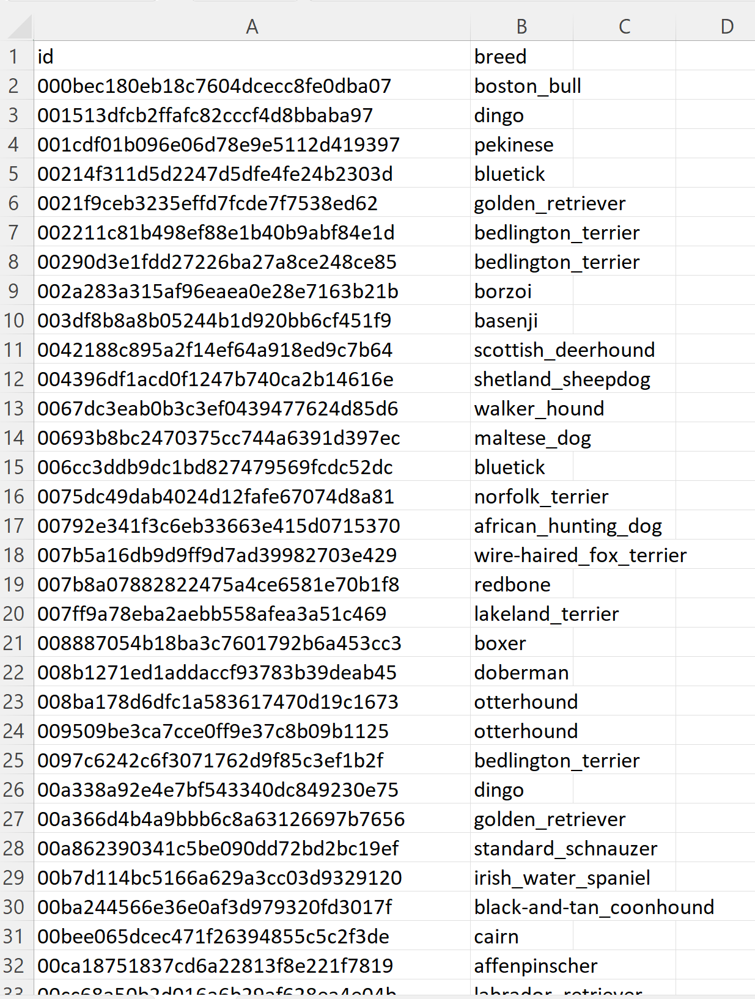 A B C D
1 id breed
2 000bec180eb18c7604dcecc8fe0dba07 boston_bull
3 001513dfcb2ffafc82cccf4d8bbaba97 dingo
4 001cdf01b096e06d78e9e5112d419397 pekinese
5 00214f311d5d2247d5dfe4fe24b2303d bluetick
6 0021f9ceb3235effd7fcde7f7538ed62 golden_retriever
7 002211c81b498ef88e1b40b9abf84e1d bedlington_terrier
8 00290d3e1fdd27226ba27a8ce248ce85 bedlington_terrier
9 002a283a315af96eaea0e28e7163b21b borzoi
10 003df8b8a8b05244b1d920bb6cf451f9 basenji
11 0042188c895a2f14ef64a918ed9c7b64 scottish_deerhound
12 004396df1acd0f1247b740ca2b14616e shetland_sheepdog
13 0067dc3eab0b3c3ef0439477624d85d6 walker_hound
14 00693b8bc2470375cc744a6391d397ec maltese_dog
15 006cc3ddb9dc1bd827479569fcdc52dc bluetick
16 0075dc49dab4024d12fafe67074d8a81 norfolk_terrier
17 00792e341f3c6eb33663e415d0715370 african_hunting_dog
18 007b5a16db9d9ff9d7ad39982703e429 wire-haired_fox_terrier
19 007b8a07882822475a4ce6581e70b1f8 redbone
20 007ff9a78eba2aebb558afea3a51c469 lakeland_terrier
21 008887054b18ba3c7601792b6a453cc3 boxer
22 008b1271ed1addaccf93783b39deab45 doberman
23 008ba178d6dfc1a583617470d19c1673 otterhound
24 009509be3ca7cce0ff9e37c8b09b1125 otterhound
25 0097c6242c6f3071762d9f85c3ef1b2f bedlington_terrier
26 00a338a92e4e7bf543340dc849230e75 dingo
27 00a366d4b4a9bbb6c8a63126697b7656 golden_retriever
28 00a862390341c5be090dd72bd2bc19ef standard_schnauzer
29 00b7d114bc5166a629a3cc03d9329120 irish_water_spaniel
30 00ba244566e36e0af3d979320fd3017f black-and-tan_coonhound
31 00bee065dcec471f26394855c5c2f3de cairn
32 00ca18751837cd6a22813f8e221f7819 affenpinscher
33 labrador_retriever